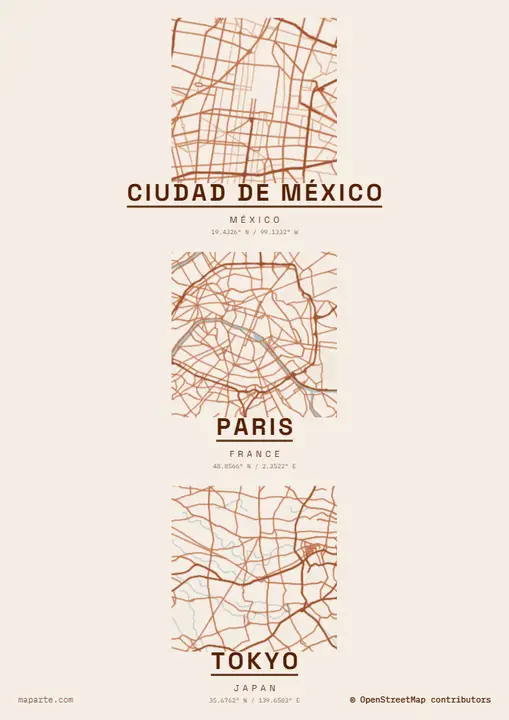 CIUDAD DE MÉXICO
MÉXICO
19.4326° N / 99.1332° W
PARIS
FRANCE
48.8566° N / 2.3522° E
TOKYO
JAPAN
35.6762° N / 139.6503° E
maparte.com
© OpenStreetMap contributors